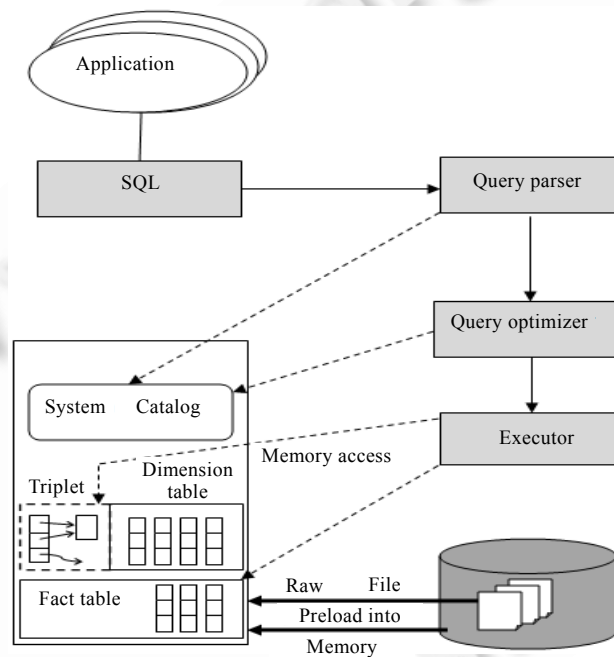 Application
SQL
Query parser
Query optimizer
System Catalog
Executor
Memory access
Triplet
Dimension
table
Fact table
Raw File
Preload into
Memory